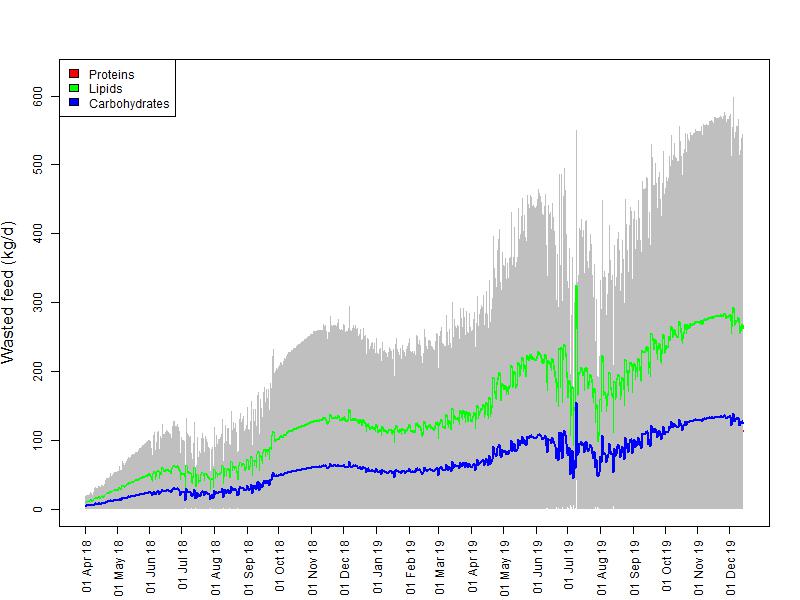 Proteins
Lipids
Carbohydrates
Wasted feed (kg/d)
600
500
400
300
200
100
0
01 Apr 18
01 May 18
01 Jun 18
01 Jul 18
01 Aug 18
01 Sep 18
01 Oct 18
01 Nov 18
01 Dec 18
01 Jan 19
01 Feb 19
01 Mar 19
01 Apr 19
01 May 19
01 Jun 19
01 Jul 19
01 Aug 19
01 Sep 19
01 Oct 19
01 Nov 19
01 Dec 19